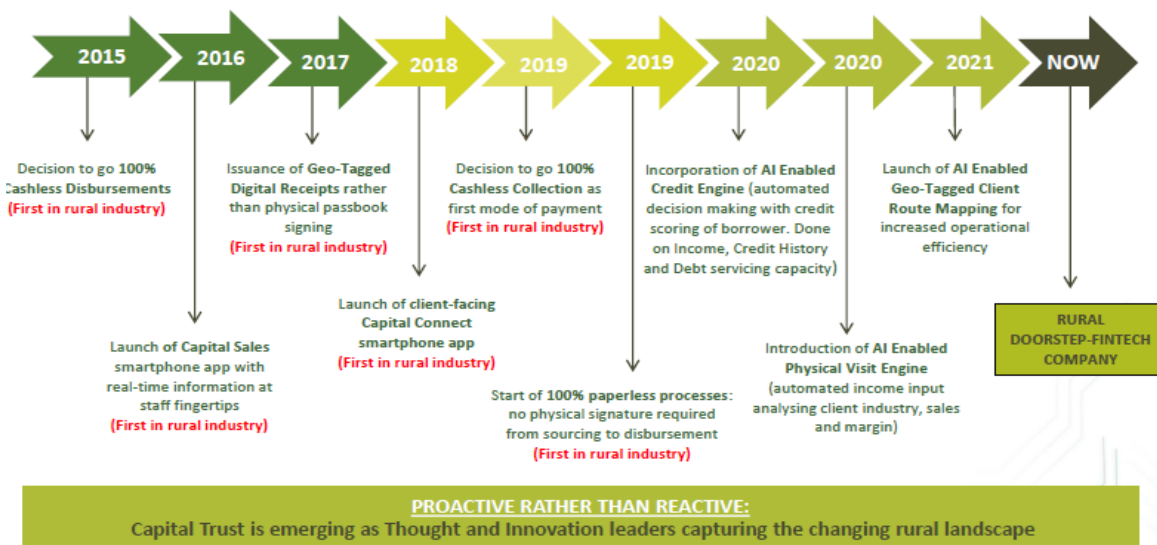 2015
2016
2017
2018
2019
2019
2020
2020
2021
NOW
Decision to go 100%
Cashless Disbursements
(First in rural industry)
Launch of Capital Sales
smartphone app with
real-time information at
staff fingertips
(First in rural industry)
Issuance of Geo-Tagged
Digital Receipts rather
than physical passbook
signing
(First in rural industry)
Launch of client-facing
Capital Connect
smartphone app
(First in rural industry)
Decision to go 100%
Cashless Collection as
first mode of payment
(First in rural industry)
Start of 100% paperless processes:
no physical signature required
from sourcing to disbursement
(First in rural industry)
Incorporation of AI Enabled
Credit Engine (automated
decision making with credit
scoring of borrower. Done
on Income, Credit History
and Debt servicing capacity)
Introduction of AI Enabled
Physical Visit Engine
(automated income input
analysing client industry, sales
and margin)
Launch of AI Enabled
Geo-Tagged Client
Route Mapping for
increased operational
efficiency
RURAL
DOORSTEP-FINTECH
COMPANY
PROACTIVE RATHER THAN REACTIVE:
Capital Trust is emerging as Thought and Innovation leaders capturing the changing rural landscape